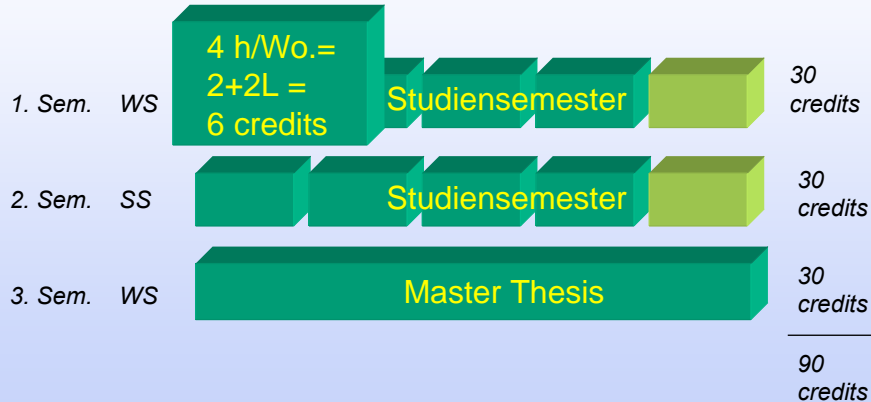 4 h/Wo.=
2+2L =
6 credits
1. Sem. WS Studiensemester 30
credits
2. Sem. SS Studiensemester 30
credits
3. Sem. WS Master Thesis 30
credits
90
credits